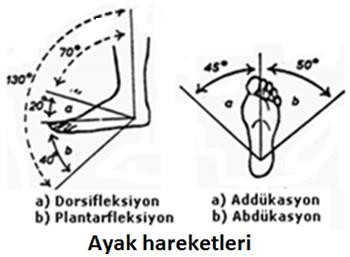 130°
70°
20°
a
40
b
45°
50°
a
b
a) Dorsifleksiyon
b) Plantarfleksiyon
a) Addükasyon
b) Abdükasyon
Ayak hareketleri